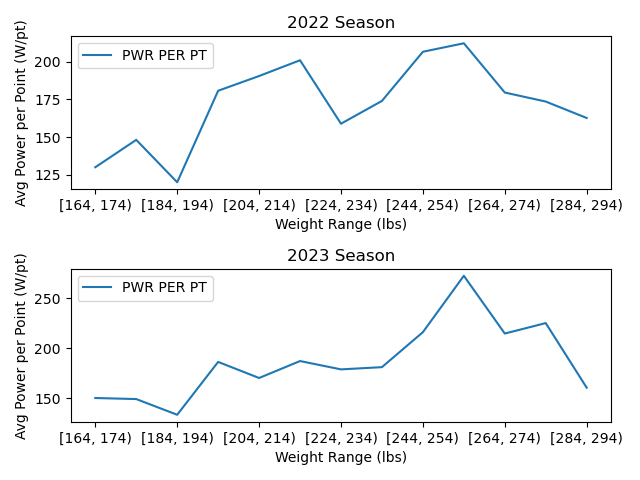 2022 Season
Avg Power per Point (W/pt)
PWR PER PT
200
175
150
125
[164, 174) [184, 194) [204, 214) [224, 234) [244, 254) [264, 274) [284, 294)
Weight Range (lbs)
2023 Season
Avg Power per Point (W/pt)
PWR PER PT
250
200
150
[164, 174) [184, 194) [204, 214) [224, 234) [244, 254) [264, 274) [284, 294)
Weight Range (lbs)